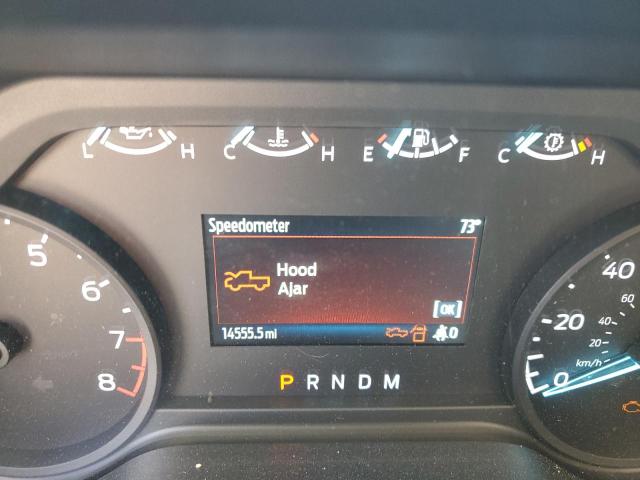 L H C H E F C H
Speedometer 73°
Hood
Ajar
[OK]
14555.5 mi 0
P R N D M
5
6
7
8
40
20
0
60
40
20
km/h